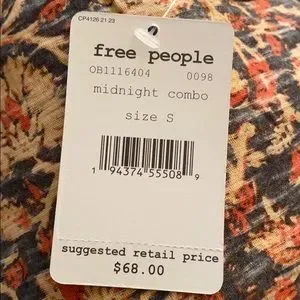 CP4126 21 23
free people
OB1116404 0098
midnight combo
size S
1 94374 55508 9
suggested retail price
$68.00